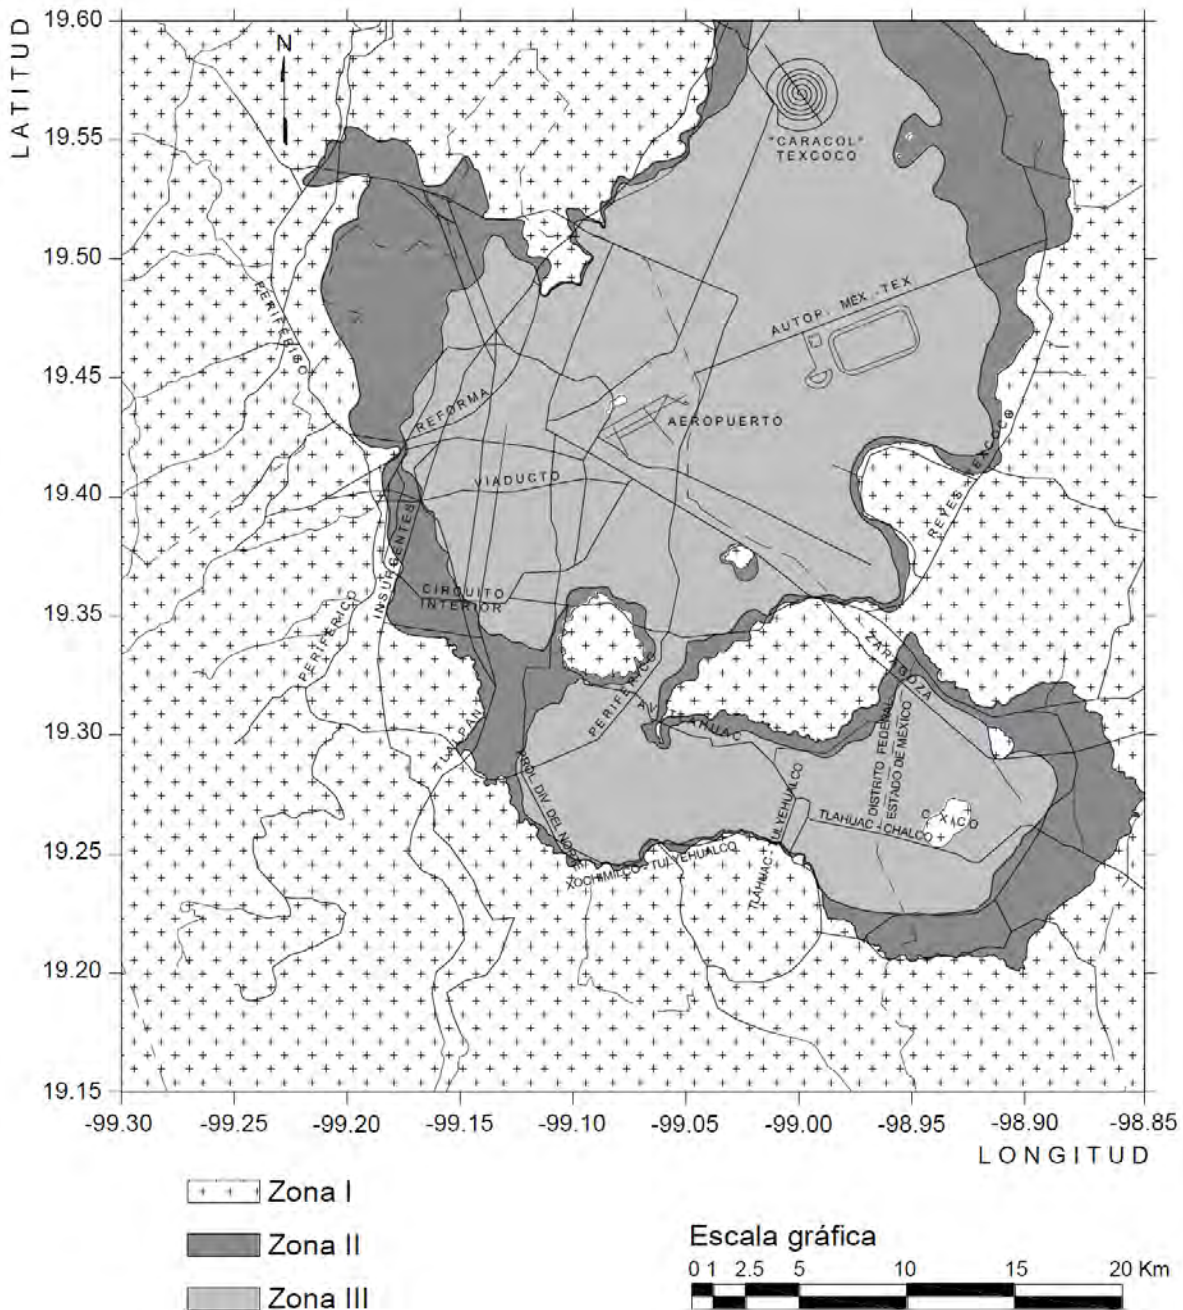 LATITUD
19.60
19.55
19.50
19.45
19.40
19.35
19.30
19.25
19.20
19.15
N
"CARACOL"
TEXCOCO
PERIFÉRICO
AUTOP. MEX.-TEX
REFORMA
AEROPUERTO
VIADUCTO
REYES-TEXCOCO
INSURGENTES
CIRCUITO
INTERIOR
PERIFERICO
ZARAGOZA
PERIFERICO
AV. TLAHUAC
TLALPAN
PROL. DIV. DEL NORTE
DISTRITO FEDERAL
ESTADO DE MÉXICO
TLAHUAC - TULYEHUALCO
TLAHUAC - CHALCO
C. XICO
XOCHIMILCO - TULYEHUALCO
-99.30 -99.25 -99.20 -99.15 -99.10 -99.05 -99.00 -98.95 -98.90 -98.85
LONGITUD
Zona I
Zona II
Zona III
Escala gráfica
0 1 2.5 5 10 15 20 Km